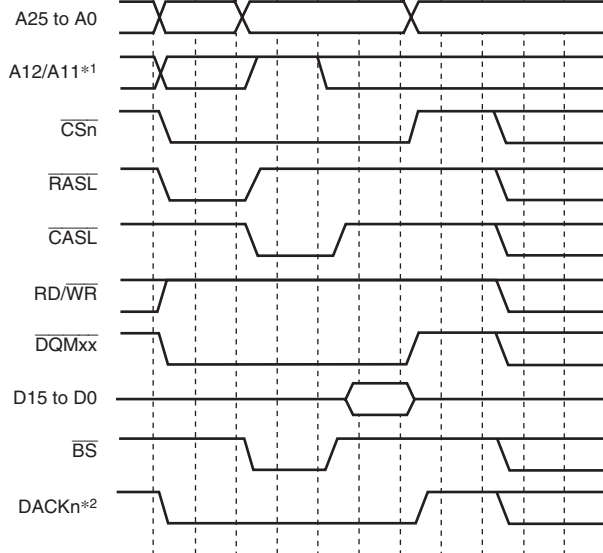 A25 to A0
A12/A11*1
CSn
RASL
CASL
RD/WR
DQMxx
D15 to D0
BS
DACKn*2